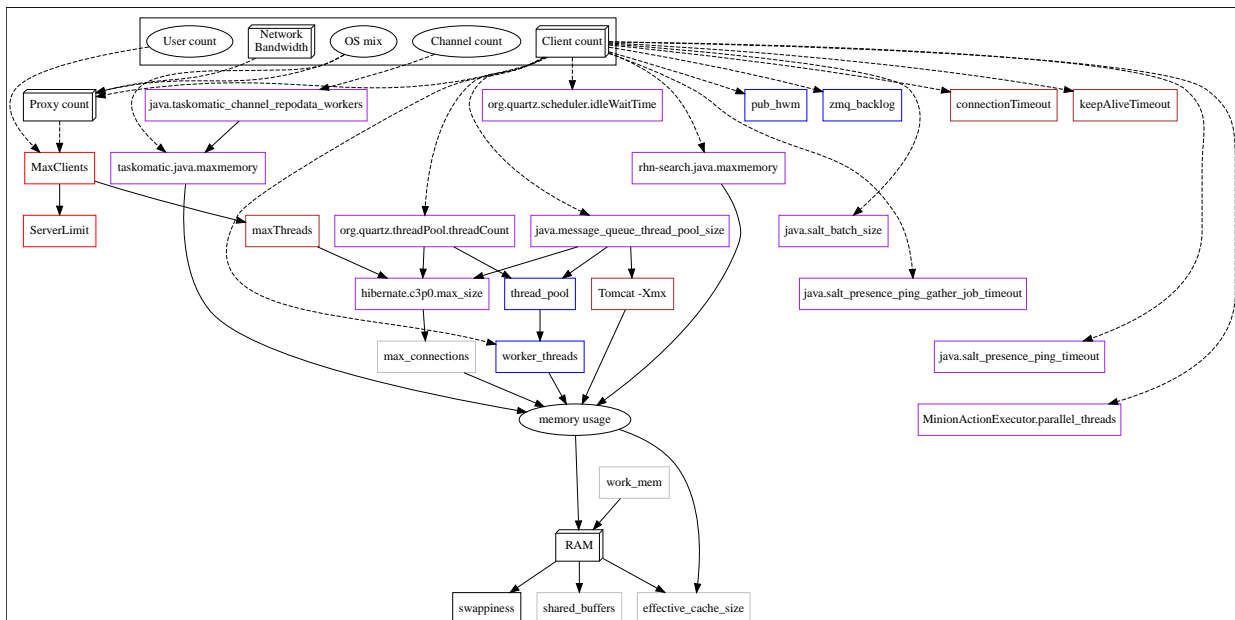 User count
Network
Bandwidth
OS mix
Channel count
Client count
Proxy count
java.taskomatic_channel_repodata_workers
org.quartz.scheduler.idleWaitTime
pub_hwm
zmq_backlog
connectionTimeout
keepAliveTimeout
MaxClients
taskomatic.java.maxmemory
rhn-search.java.maxmemory
ServerLimit
maxThreads
org.quartz.threadPool.threadCount
java.message_queue_thread_pool_size
java.salt_batch_size
hibernate.c3p0.max_size
thread_pool
Tomcat -Xmx
java.salt_presence_ping_gather_job_timeout
max_connections
worker_threads
java.salt_presence_ping_timeout
memory usage
MinionActionExecutor.parallel_threads
work_mem
RAM
swappiness
shared_buffers
effective_cache_size